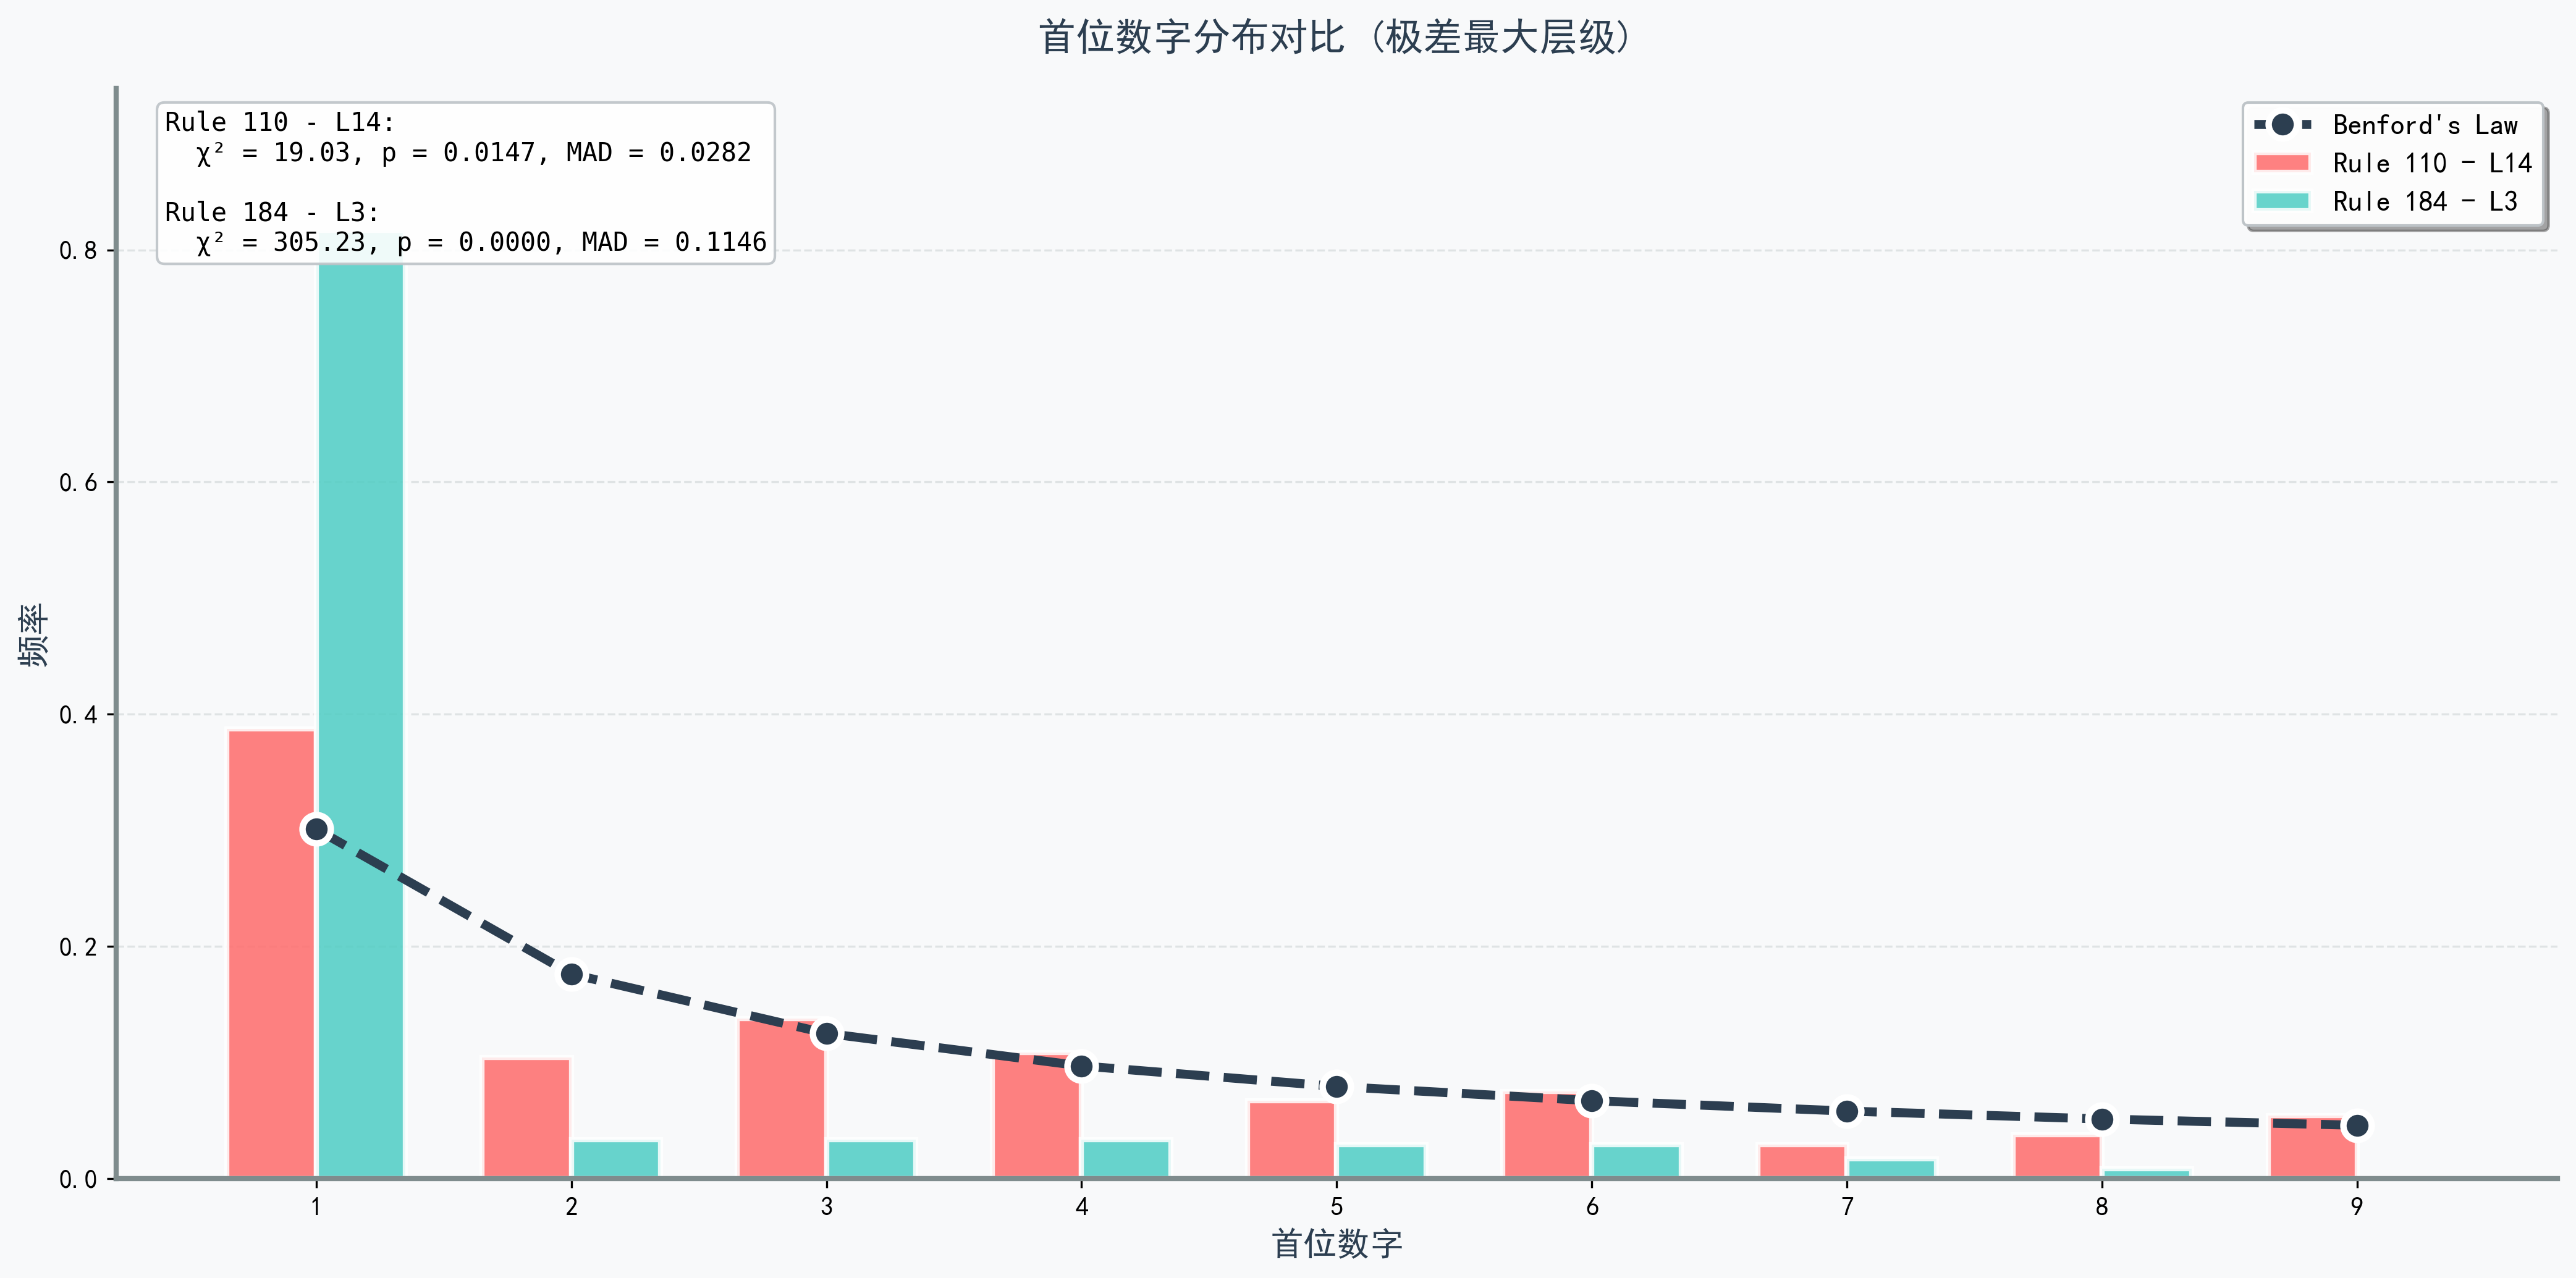 首位数字分布对比 (极差最大层级)
Rule 110 - L14:
χ² = 19.03, p = 0.0147, MAD = 0.0282
Rule 184 - L3:
χ² = 305.23, p = 0.0000, MAD = 0.1146
Benford's Law
Rule 110 - L14
Rule 184 - L3
频率
0.8
0.6
0.4
0.2
0.0
1 2 3 4 5 6 7 8 9
首位数字